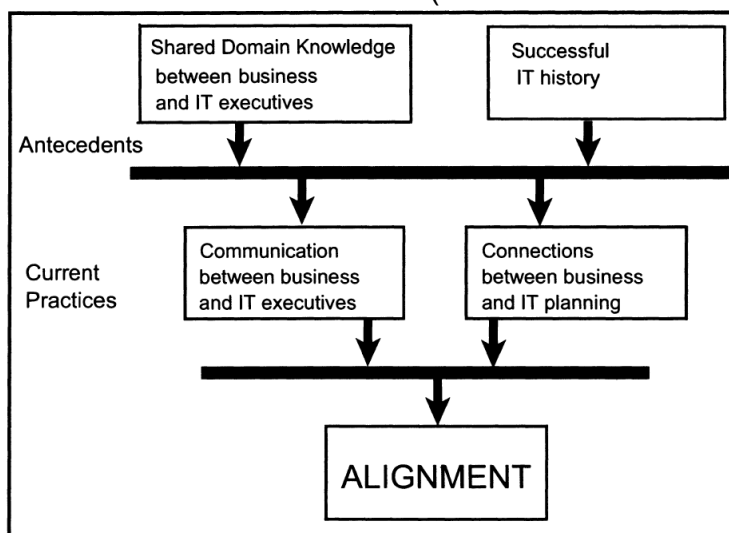 Shared Domain Knowledge
between business
and IT executives
Successful
IT history
Antecedents
Communication
between business
and IT executives
Connections
between business
and IT planning
Current
Practices
ALIGNMENT